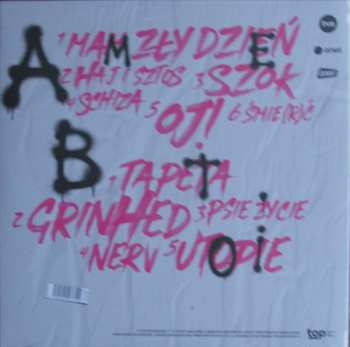 A
1 MAM ZŁY DZIEŃ
2 HAJ I SZTOS 3 SZOK
4 SCHIZA 5 OJ! 6 ŚMIE(R)Ć
B
1 TAPETA
2 GRINHED 3 PSIE ŻYCIE
4 NERV 5 UTOPIE